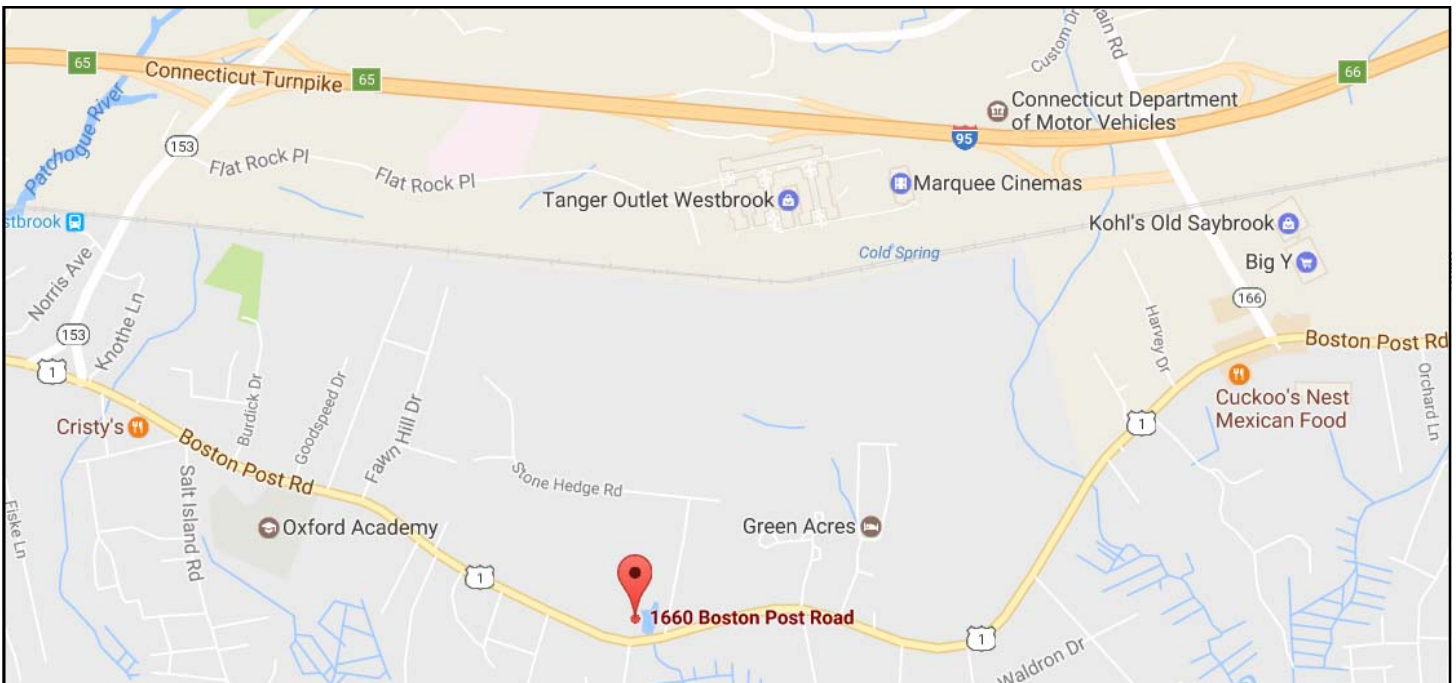 65
Connecticut Turnpike
65
66
Custom Dr
ain Rd
Connecticut Department
of Motor Vehicles
95
Patchogue River
153
Flat Rock Pl
Flat Rock Pl
Tanger Outlet Westbrook
Marquee Cinemas
stbrook
Kohl's Old Saybrook
Cold Spring
Big Y
Norris Ave
Knothe Ln
153
166
Harvey Dr
Boston Post Rd
1
Burdick Dr
Goodspeed Dr
Fawn Hill Dr
Cuckoo's Nest
Mexican Food
Orchard Ln
Cristy's
1
Boston Post Rd
Salt Island Rd
Stone Hedge Rd
Fiske Ln
Oxford Academy
Green Acres
1
1660 Boston Post Road
1
Waldron Dr